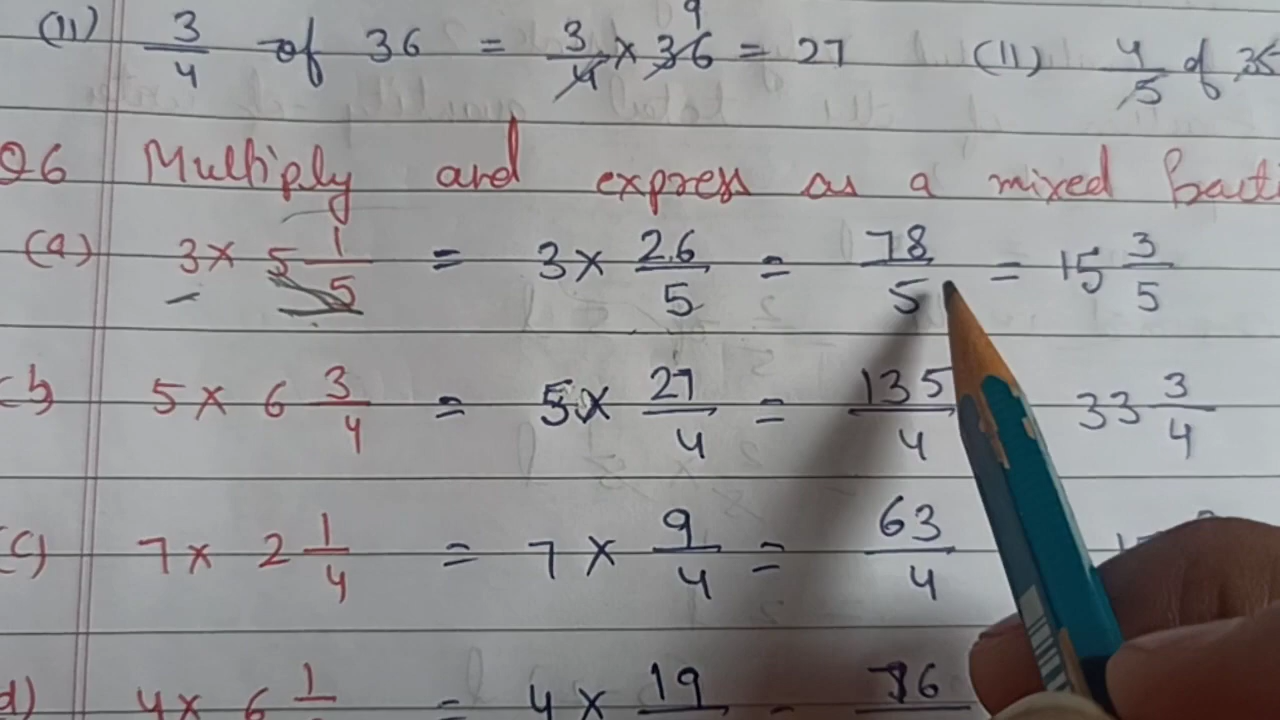 (II) 3/4 of 36 = 3/4 × 36 9 = 27 (II) 4/5 of 35
Q6 Multiply and express as a mixed
(a) 3 × 5 1/5 = 3 × 26/5 = 78/5 = 15 3/5
b) 5 × 6 3/4 = 5 × 27/4 = 135/4 33 3/4
c) 7 × 2 1/4 = 7 × 9/4 = 63/4
d) 4 × 6 1 = 4 × 19 = 76